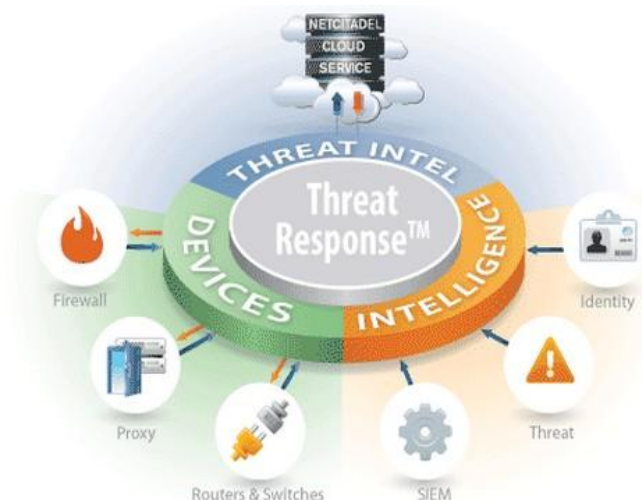 NETCITADEL
CLOUD
SERVICE
THREAT INTEL
DEVICES
INTELLIGENCE
Threat
Response™
Firewall
Identity
Proxy
Threat
Routers & Switches
SIEM